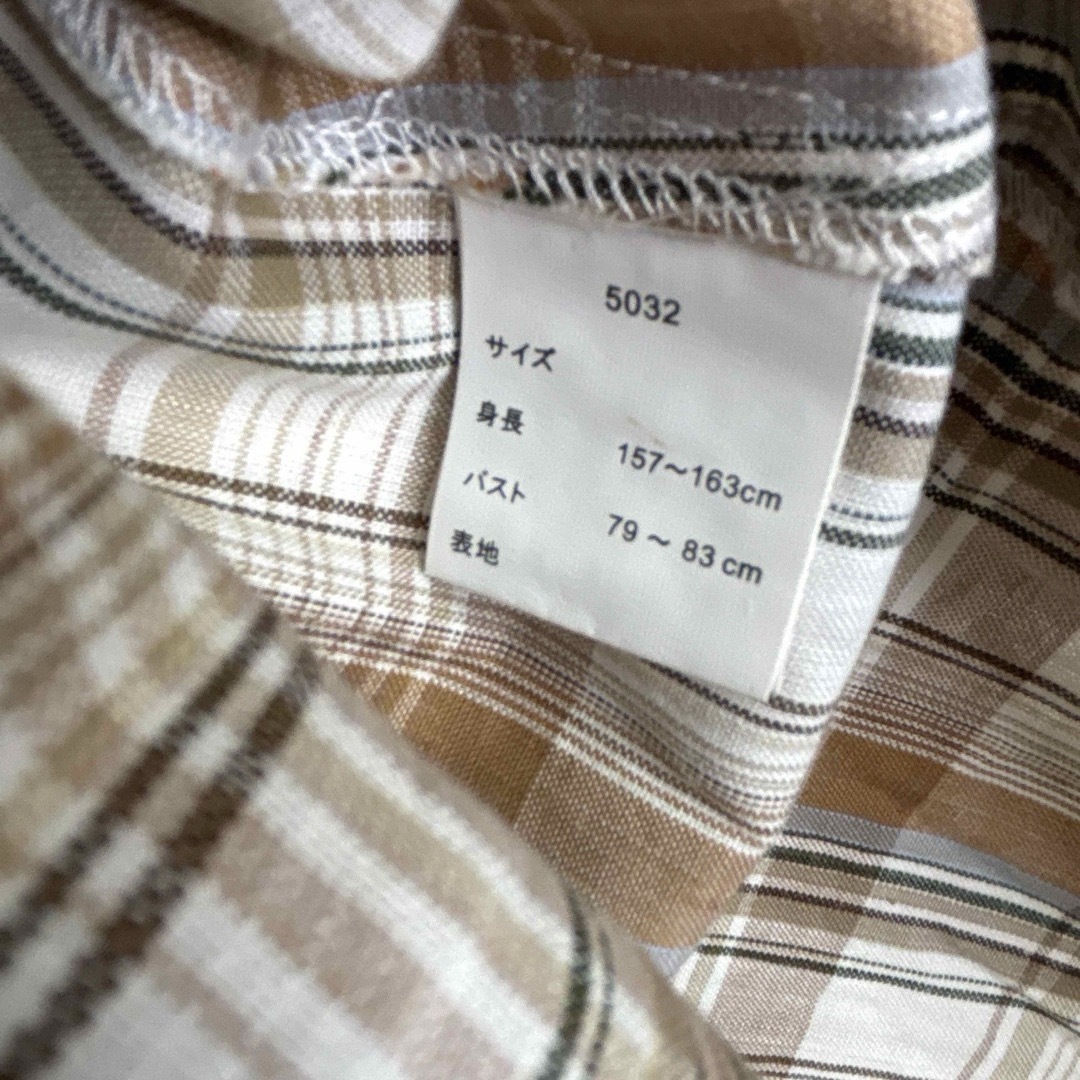 5032
サイズ
身長 157〜163cm
バスト 79 〜 83 cm
表地